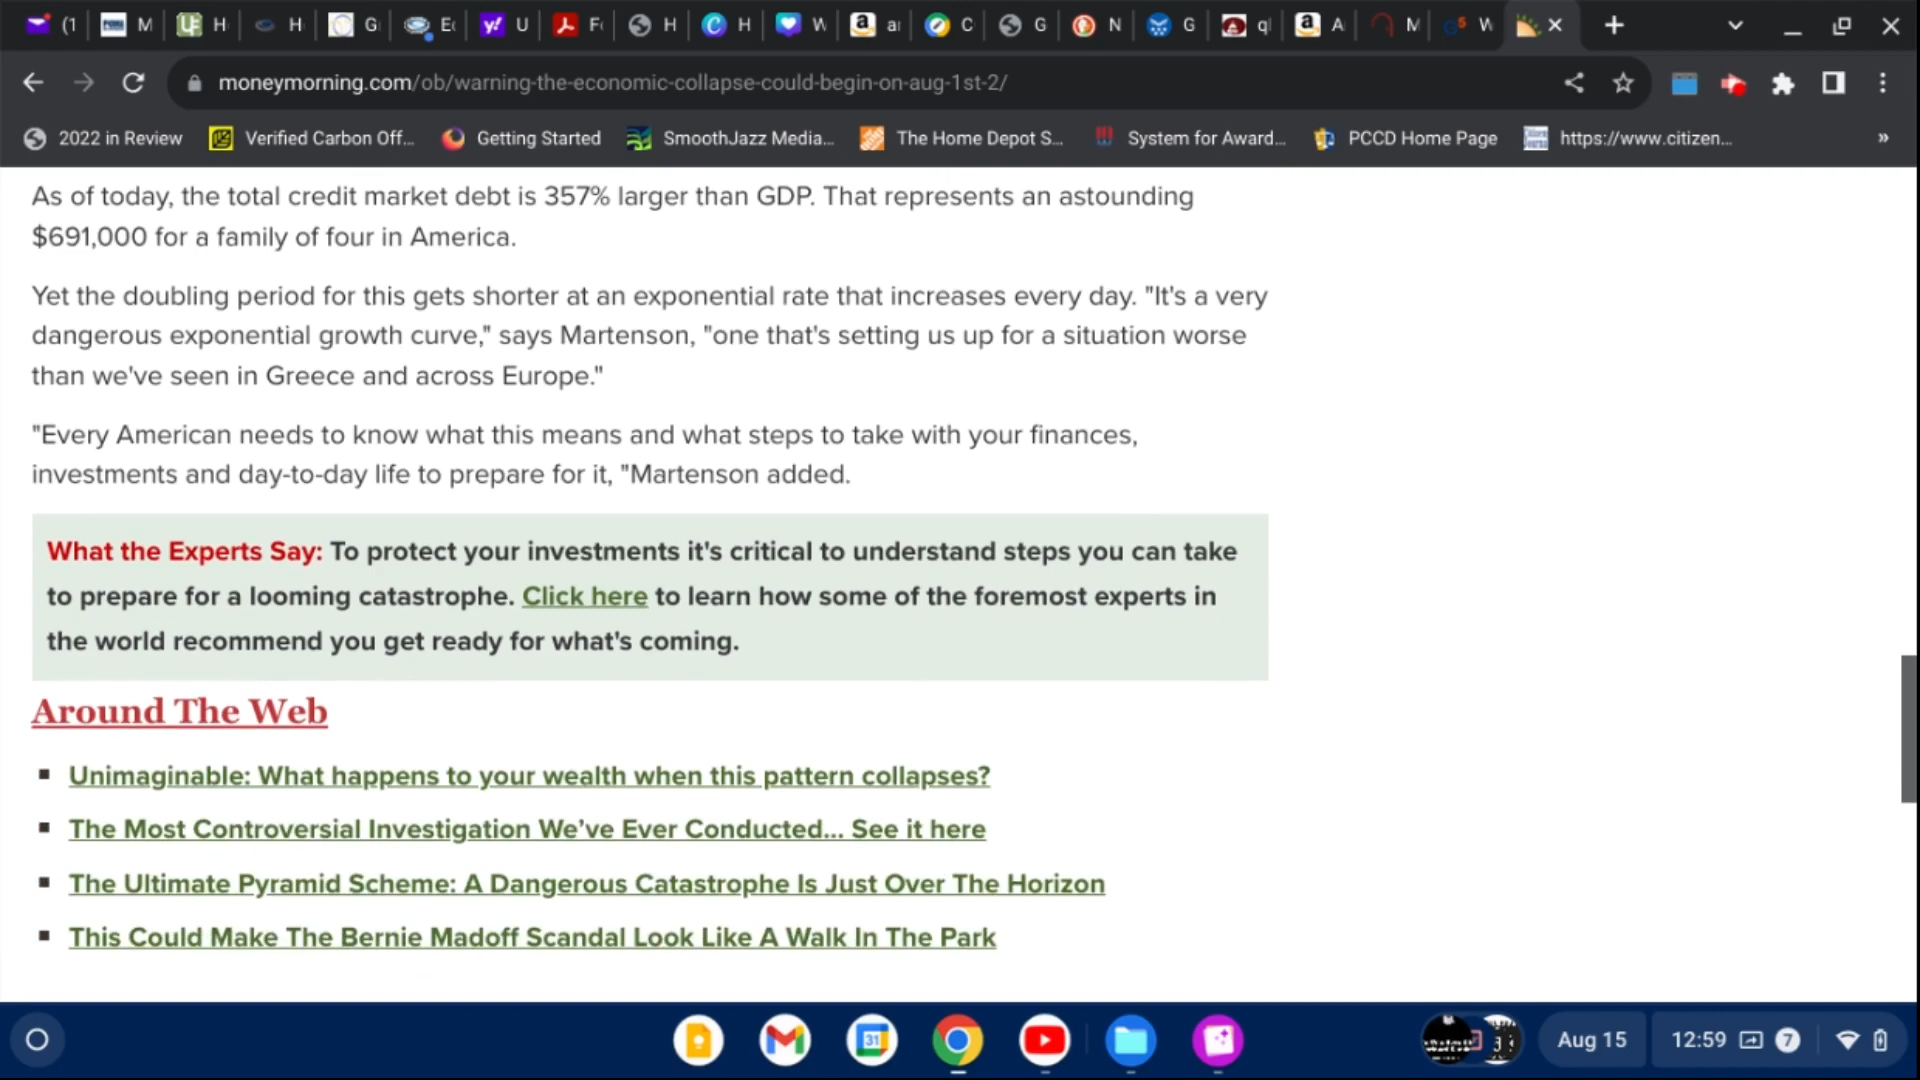 (1
M
H
H
G
E
U
F
H
H
W
a
C
G
N
G
q
A
M
W
moneymorning.com/ob/warning-the-economic-collapse-could-begin-on-aug-1st-2/
2022 in Review
Verified Carbon Off...
Getting Started
SmoothJazz Media...
The Home Depot S...
System for Award...
PCCD Home Page
https://www.citizen...
»
As of today, the total credit market debt is 357% larger than GDP. That represents an astounding
$691,000 for a family of four in America.
Yet the doubling period for this gets shorter at an exponential rate that increases every day. "It's a very
dangerous exponential growth curve," says Martenson, "one that's setting us up for a situation worse
than we've seen in Greece and across Europe."
"Every American needs to know what this means and what steps to take with your finances,
investments and day-to-day life to prepare for it, "Martenson added.
What the Experts Say: To protect your investments it's critical to understand steps you can take
to prepare for a looming catastrophe. Click here to learn how some of the foremost experts in
the world recommend you get ready for what's coming.
Around The Web
Unimaginable: What happens to your wealth when this pattern collapses?
The Most Controversial Investigation We’ve Ever Conducted... See it here
The Ultimate Pyramid Scheme: A Dangerous Catastrophe Is Just Over The Horizon
This Could Make The Bernie Madoff Scandal Look Like A Walk In The Park
31
Aug 15
12:59
7